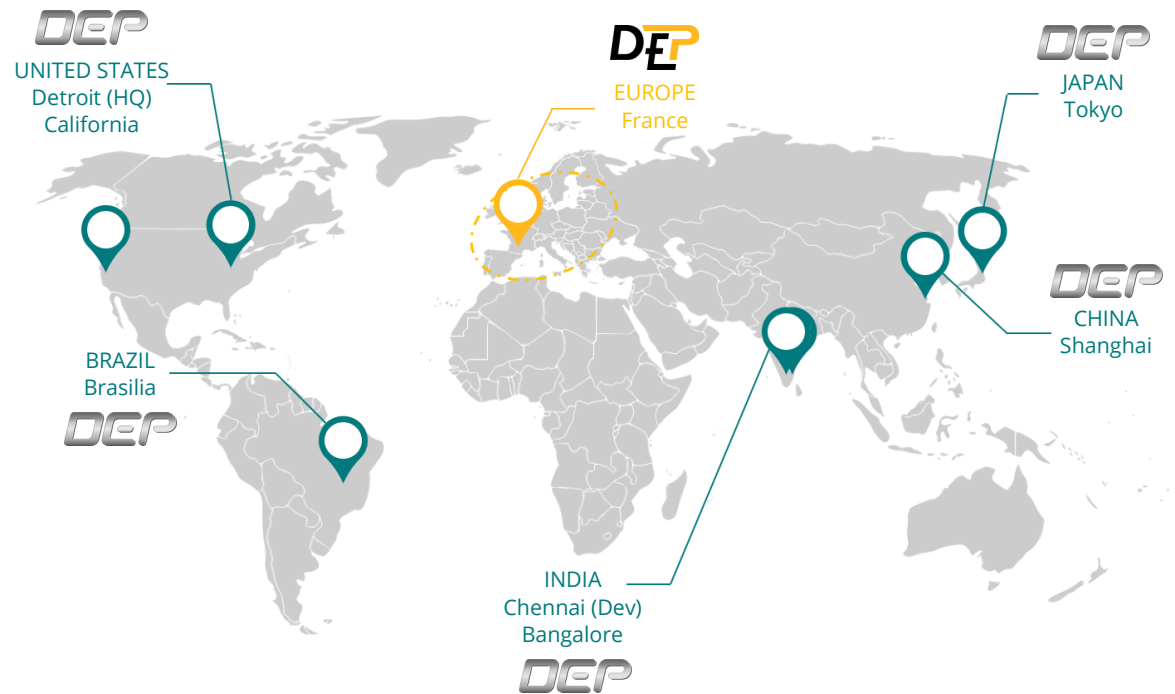 DEP
UNITED STATES
Detroit (HQ)
California
DEP
EUROPE
France
DEP
JAPAN
Tokyo
DEP
CHINA
Shanghai
BRAZIL
Brasilia
DEP
INDIA
Chennai (Dev)
Bangalore
DEP